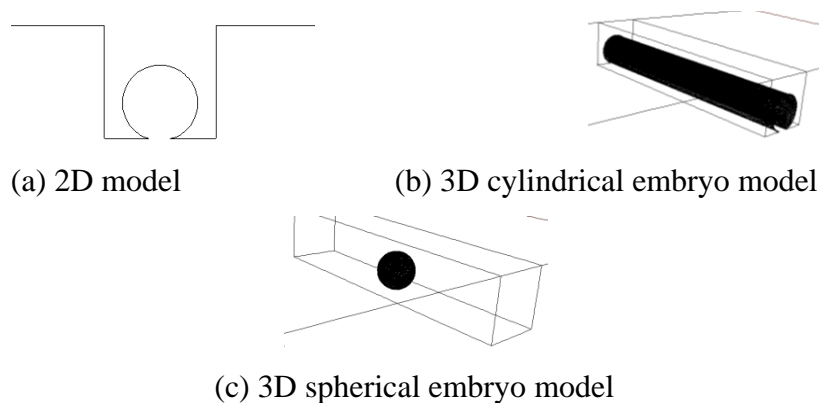 (a) 2D model
(b) 3D cylindrical embryo model
(c) 3D spherical embryo model